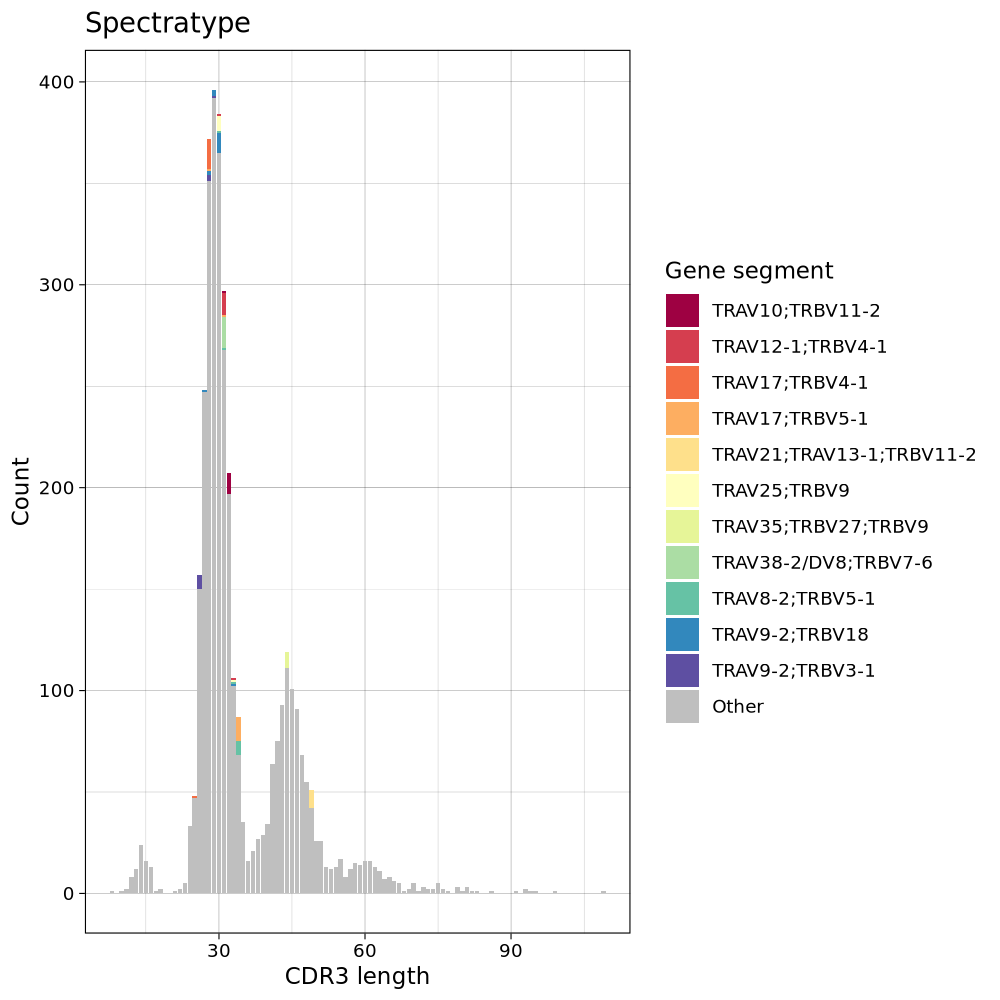 Spectratype
400
300
200
100
0
Count
30
60
90
CDR3 length
Gene segment
TRAV10;TRBV11-2
TRAV12-1;TRBV4-1
TRAV17;TRBV4-1
TRAV17;TRBV5-1
TRAV21;TRAV13-1;TRBV11-2
TRAV25;TRBV9
TRAV35;TRBV27;TRBV9
TRAV38-2/DV8;TRBV7-6
TRAV8-2;TRBV5-1
TRAV9-2;TRBV18
TRAV9-2;TRBV3-1
Other